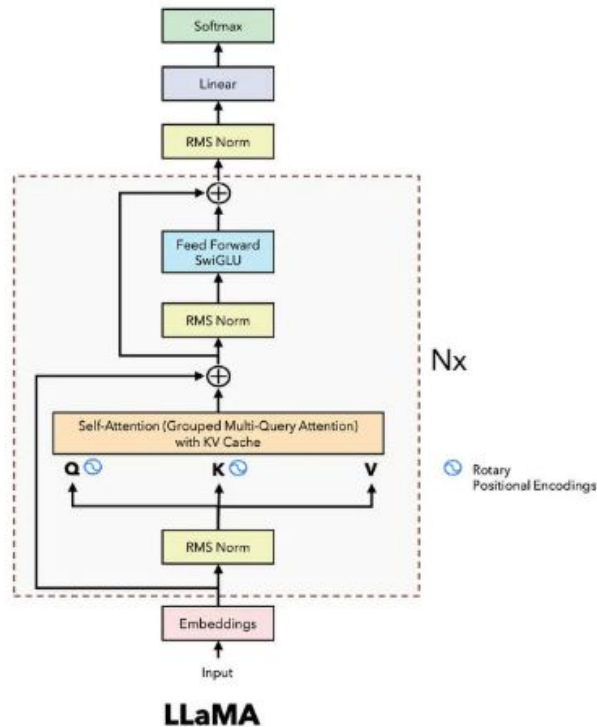 Softmax
Linear
RMS Norm
Feed Forward
SwiGLU
RMS Norm
Nx
Self-Attention (Grouped Multi-Query Attention)
with KV Cache
Q K V
Rotary
Positional Encodings
RMS Norm
Embeddings
Input
LLaMA